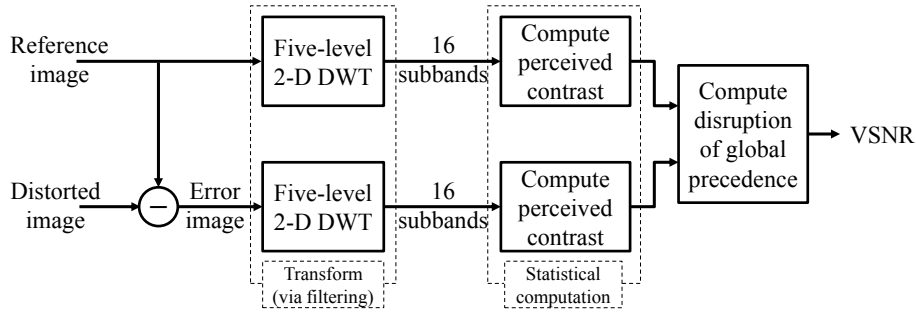 Reference
image
Five-level
2-D DWT
16
subbands
Compute
perceived
contrast
Compute
disruption
of global
precedence
VSNR
Distorted
image
−
Error
image
Five-level
2-D DWT
16
subbands
Compute
perceived
contrast
Transform
(via filtering)
Statistical
computation